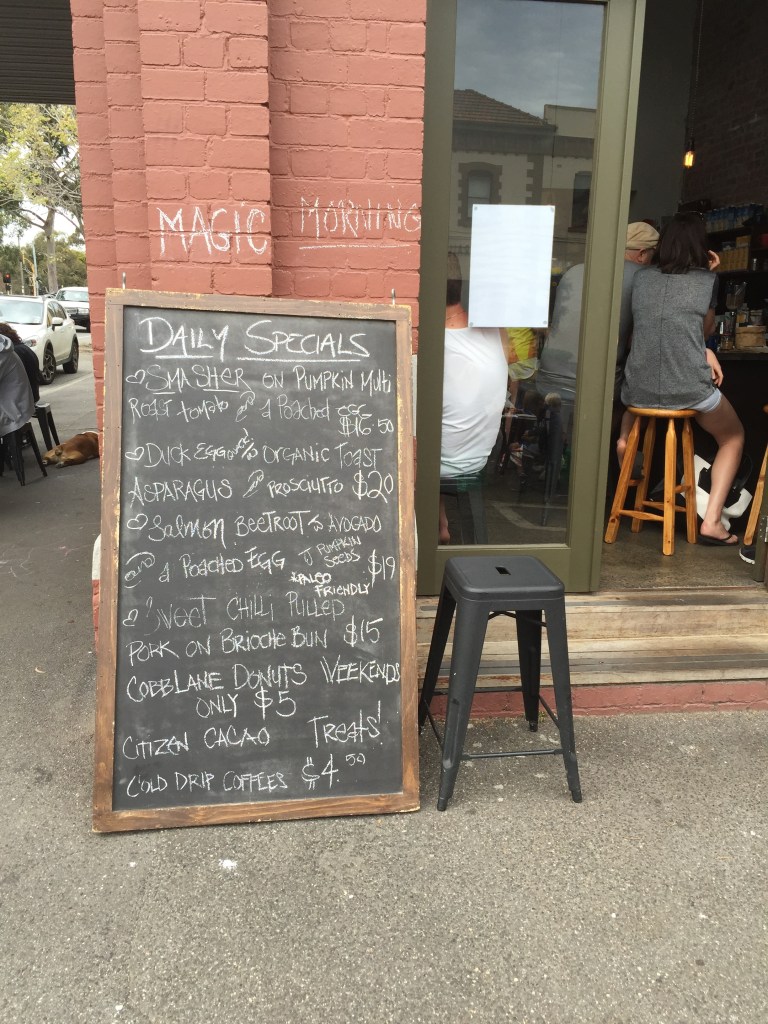 MAGIC MORNING
DAILY SPECIALS
SMASHER ON PUMPKIN MULTI
ROAST TOMATO & A POACHED EGG
$16.50
DUCK EGG ORGANIC TOAST
ASPARAGUS & PROSCIUTTO $20
SALMON BEETROOT & AVOCADO
AND A POACHED EGG PUMPKIN SEEDS $19
*PALEO FRIENDLY
SWEET CHILLI PULLED
PORK ON BRIOCHE BUN $15
COBBLANE DONUTS WEEKENDS
ONLY $5
CITIZEN CACAO TREATS!
COLD DRIP COFFEES $4.50